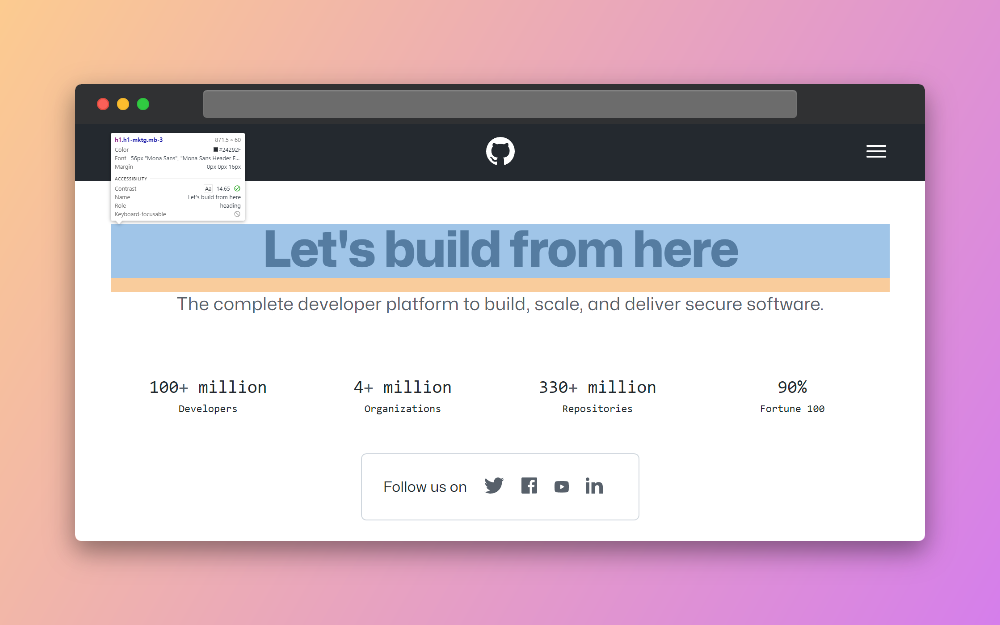 h1.h1-mktg.mb-3
Color #24292F
Font 56px "Mona Sans", "Mona Sans Header F...
Margin 0px 0px 16px
ACCESSIBILITY
Contrast Aa 14.65
Name Let's build from here
Role heading
Keyboard-focusable
Let's build from here
The complete developer platform to build, scale, and deliver secure software.
100+ million 4+ million 330+ million 90%
Developers Organizations Repositories Fortune 100
Follow us on